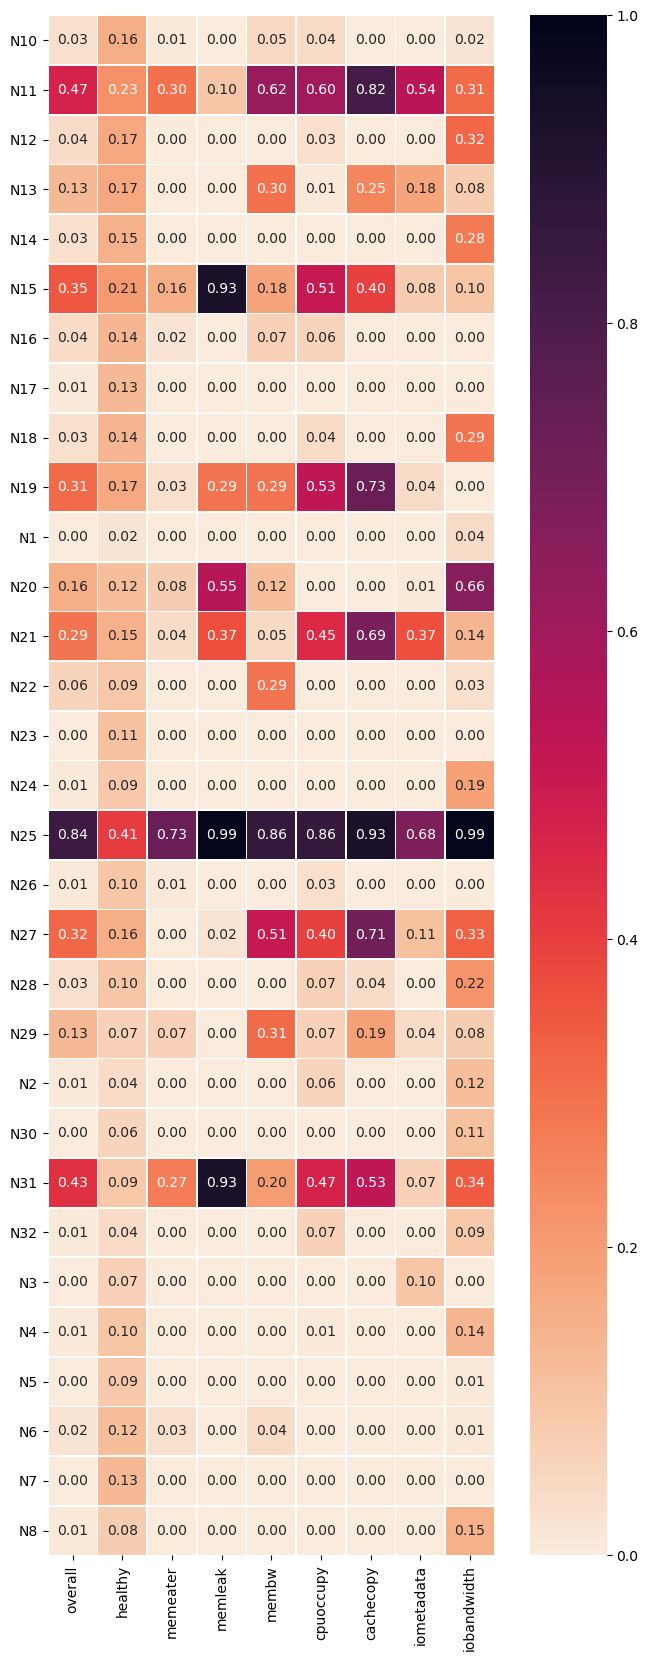 N10 0.03 0.16 0.01 0.00 0.05 0.04 0.00 0.00 0.02
N11 0.47 0.23 0.30 0.10 0.62 0.60 0.82 0.54 0.31
N12 0.04 0.17 0.00 0.00 0.00 0.03 0.00 0.00 0.32
N13 0.13 0.17 0.00 0.00 0.30 0.01 0.25 0.18 0.08
N14 0.03 0.15 0.00 0.00 0.00 0.00 0.00 0.00 0.28
N15 0.35 0.21 0.16 0.93 0.18 0.51 0.40 0.08 0.10
N16 0.04 0.14 0.02 0.00 0.07 0.06 0.00 0.00 0.00
N17 0.01 0.13 0.00 0.00 0.00 0.00 0.00 0.00 0.00
N18 0.03 0.14 0.00 0.00 0.00 0.04 0.00 0.00 0.29
N19 0.31 0.17 0.03 0.29 0.29 0.53 0.73 0.04 0.00
N1 0.00 0.02 0.00 0.00 0.00 0.00 0.00 0.00 0.04
N20 0.16 0.12 0.08 0.55 0.12 0.00 0.00 0.01 0.66
N21 0.29 0.15 0.04 0.37 0.05 0.45 0.69 0.37 0.14
N22 0.06 0.09 0.00 0.00 0.29 0.00 0.00 0.00 0.03
N23 0.00 0.11 0.00 0.00 0.00 0.00 0.00 0.00 0.00
N24 0.01 0.09 0.00 0.00 0.00 0.00 0.00 0.00 0.19
N25 0.84 0.41 0.73 0.99 0.86 0.86 0.93 0.68 0.99
N26 0.01 0.10 0.01 0.00 0.00 0.03 0.00 0.00 0.00
N27 0.32 0.16 0.00 0.02 0.51 0.40 0.71 0.11 0.33
N28 0.03 0.10 0.00 0.00 0.00 0.07 0.04 0.00 0.22
N29 0.13 0.07 0.07 0.00 0.31 0.07 0.19 0.04 0.08
N2 0.01 0.04 0.00 0.00 0.00 0.06 0.00 0.00 0.12
N30 0.00 0.06 0.00 0.00 0.00 0.00 0.00 0.00 0.11
N31 0.43 0.09 0.27 0.93 0.20 0.47 0.53 0.07 0.34
N32 0.01 0.04 0.00 0.00 0.00 0.07 0.00 0.00 0.09
N3 0.00 0.07 0.00 0.00 0.00 0.00 0.00 0.10 0.00
N4 0.01 0.10 0.00 0.00 0.00 0.01 0.00 0.00 0.14
N5 0.00 0.09 0.00 0.00 0.00 0.00 0.00 0.00 0.01
N6 0.02 0.12 0.03 0.00 0.04 0.00 0.00 0.00 0.01
N7 0.00 0.13 0.00 0.00 0.00 0.00 0.00 0.00 0.00
N8 0.01 0.08 0.00 0.00 0.00 0.00 0.00 0.00 0.15
overall healthy memeater memleak membw cpuoccupy cachecopy iometadata iobandwidth
1.0
0.8
0.6
0.4
0.2
0.0